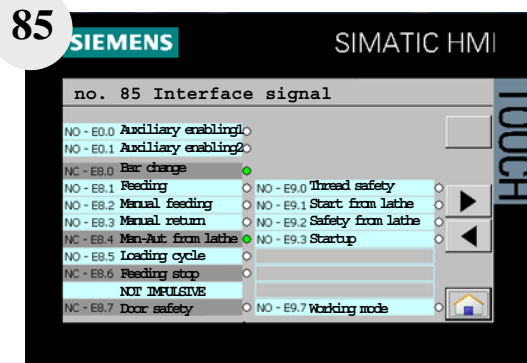 85
SIEMENS
SIMATIC HMI
TOUCH
no. 85 Interface signal
NO - E0.0 Auxiliary enabling1
NO - E0.1 Auxiliary enabling2
NC - E8.0 Bar change
NO - E8.1 Feeding
NO - E8.2 Manual feeding
NO - E8.3 Manual return
NC - E8.4 Man-Aut from lathe
NO - E8.5 Loading cycle
NC - E8.6 Feeding stop
NOT IMPULSIVE
NC - E8.7 Door safety
NO - E9.0 Thread safety
NO - E9.1 Start from lathe
NO - E9.2 Safety from lathe
NO - E9.3 Startup
NO - E9.7 Working mode